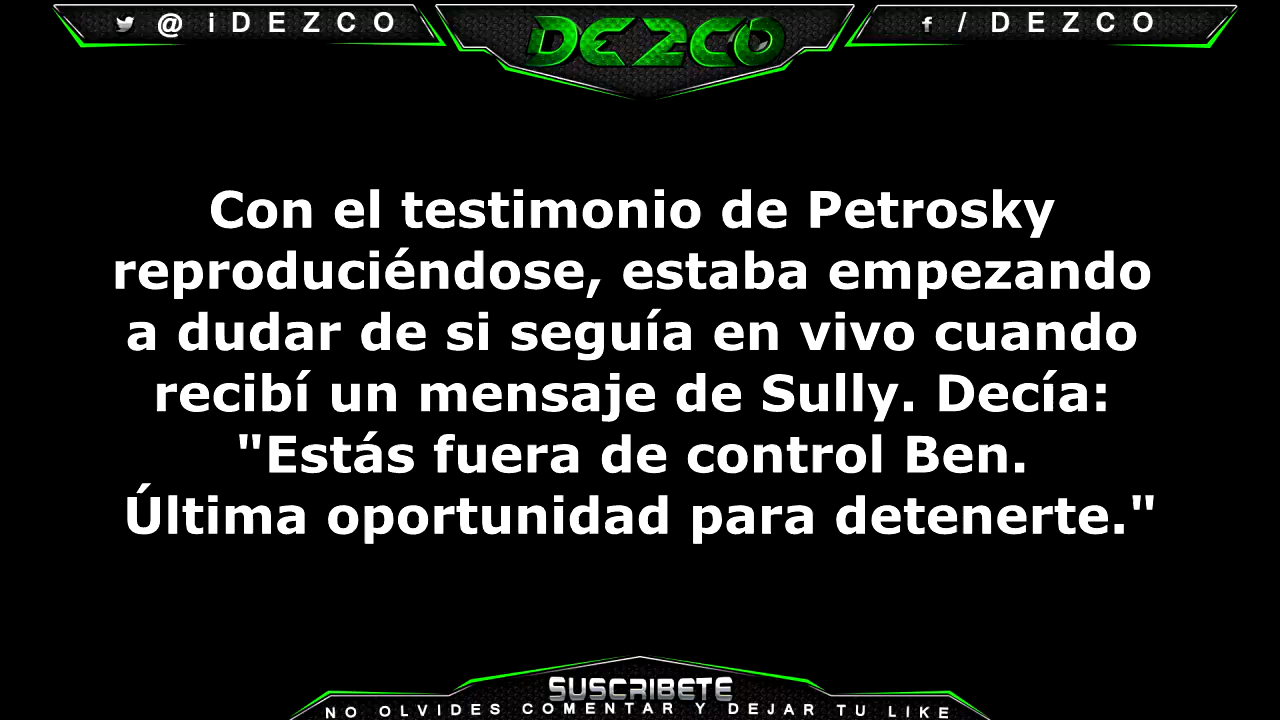 @iDEZCO
DEZCO
/DEZCO
Con el testimonio de Petrosky
reproduciéndose, estaba empezando
a dudar de si seguía en vivo cuando
recibí un mensaje de Sully. Decía:
"Estás fuera de control Ben.
Última oportunidad para detenerte."
SUSCRIBETE
NO OLVIDES COMENTAR Y DEJAR TU LIKE